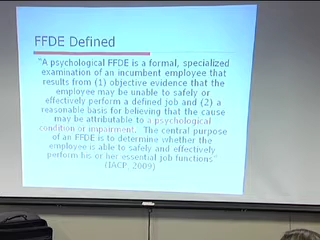 FFDE Defined
"A psychological FFDE is a formal, specialized
examination of an incumbent employee that
results from (1) objective evidence that the
employee may be unable to safely or
effectively perform a defined job and (2) a
reasonable basis for believing that the cause
may be attributable to a psychological
condition or impairment. The central purpose
of an FFDE is to determine whether the
employee is able to safely and effectively
perform his or her essential job functions"
(IACP, 2009)